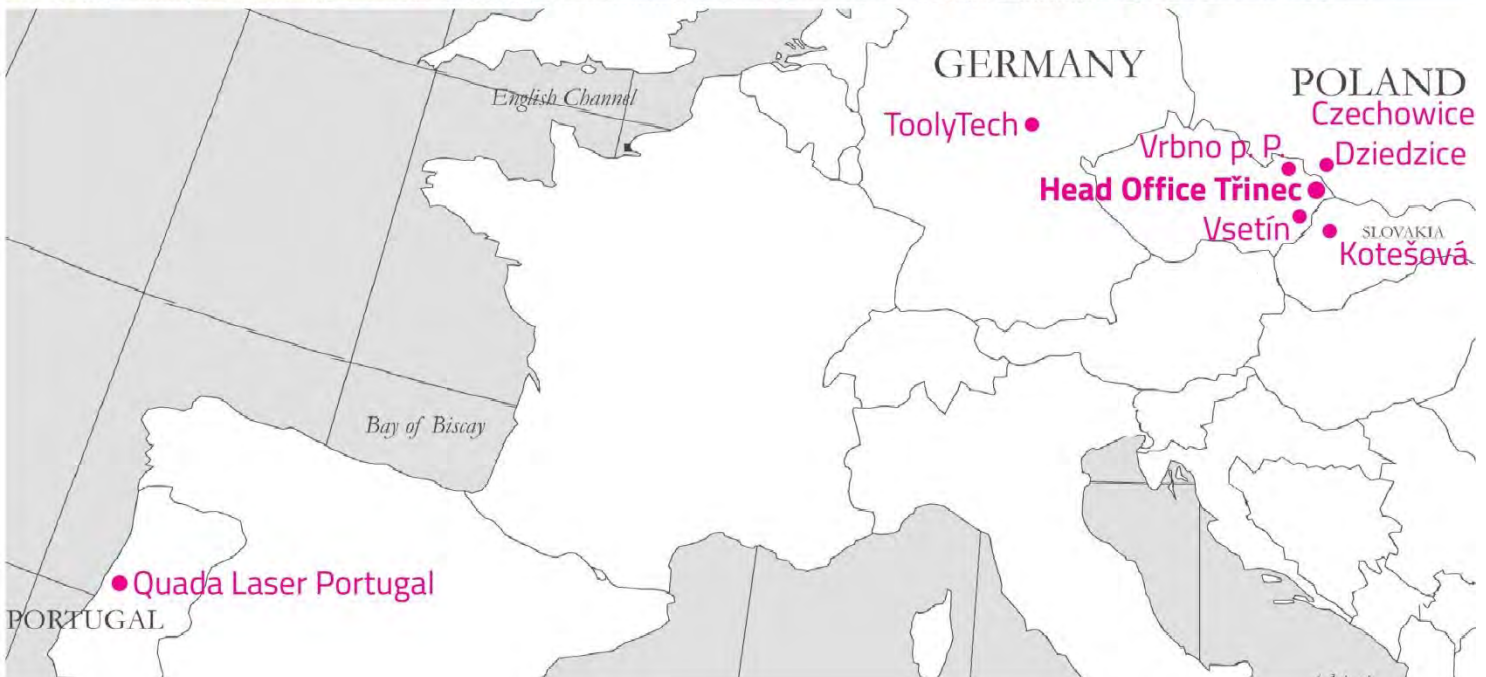 English Channel
GERMANY
POLAND
ToolyTech
Czechowice
Dziedzice
Vrbno p. P.
Head Office Třinec
Vsetín
SLOVAKIA
Kotešová
Bay of Biscay
Quada Laser Portugal
PORTUGAL